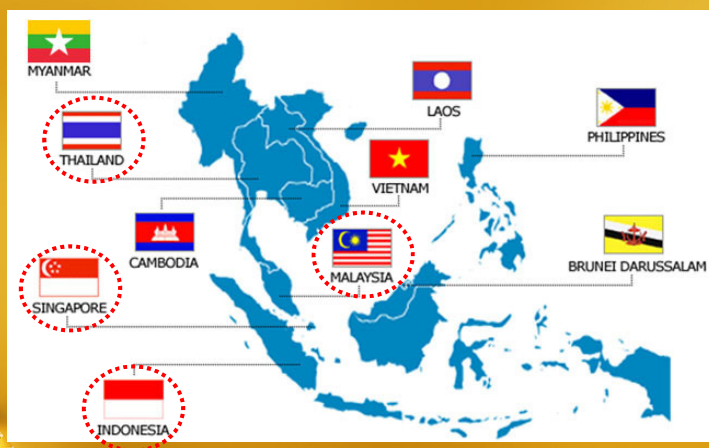 MYANMAR
LAOS
PHILIPPINES
THAILAND
VIETNAM
CAMBODIA
BRUNEI DARUSSALAM
MALAYSIA
SINGAPORE
INDONESIA